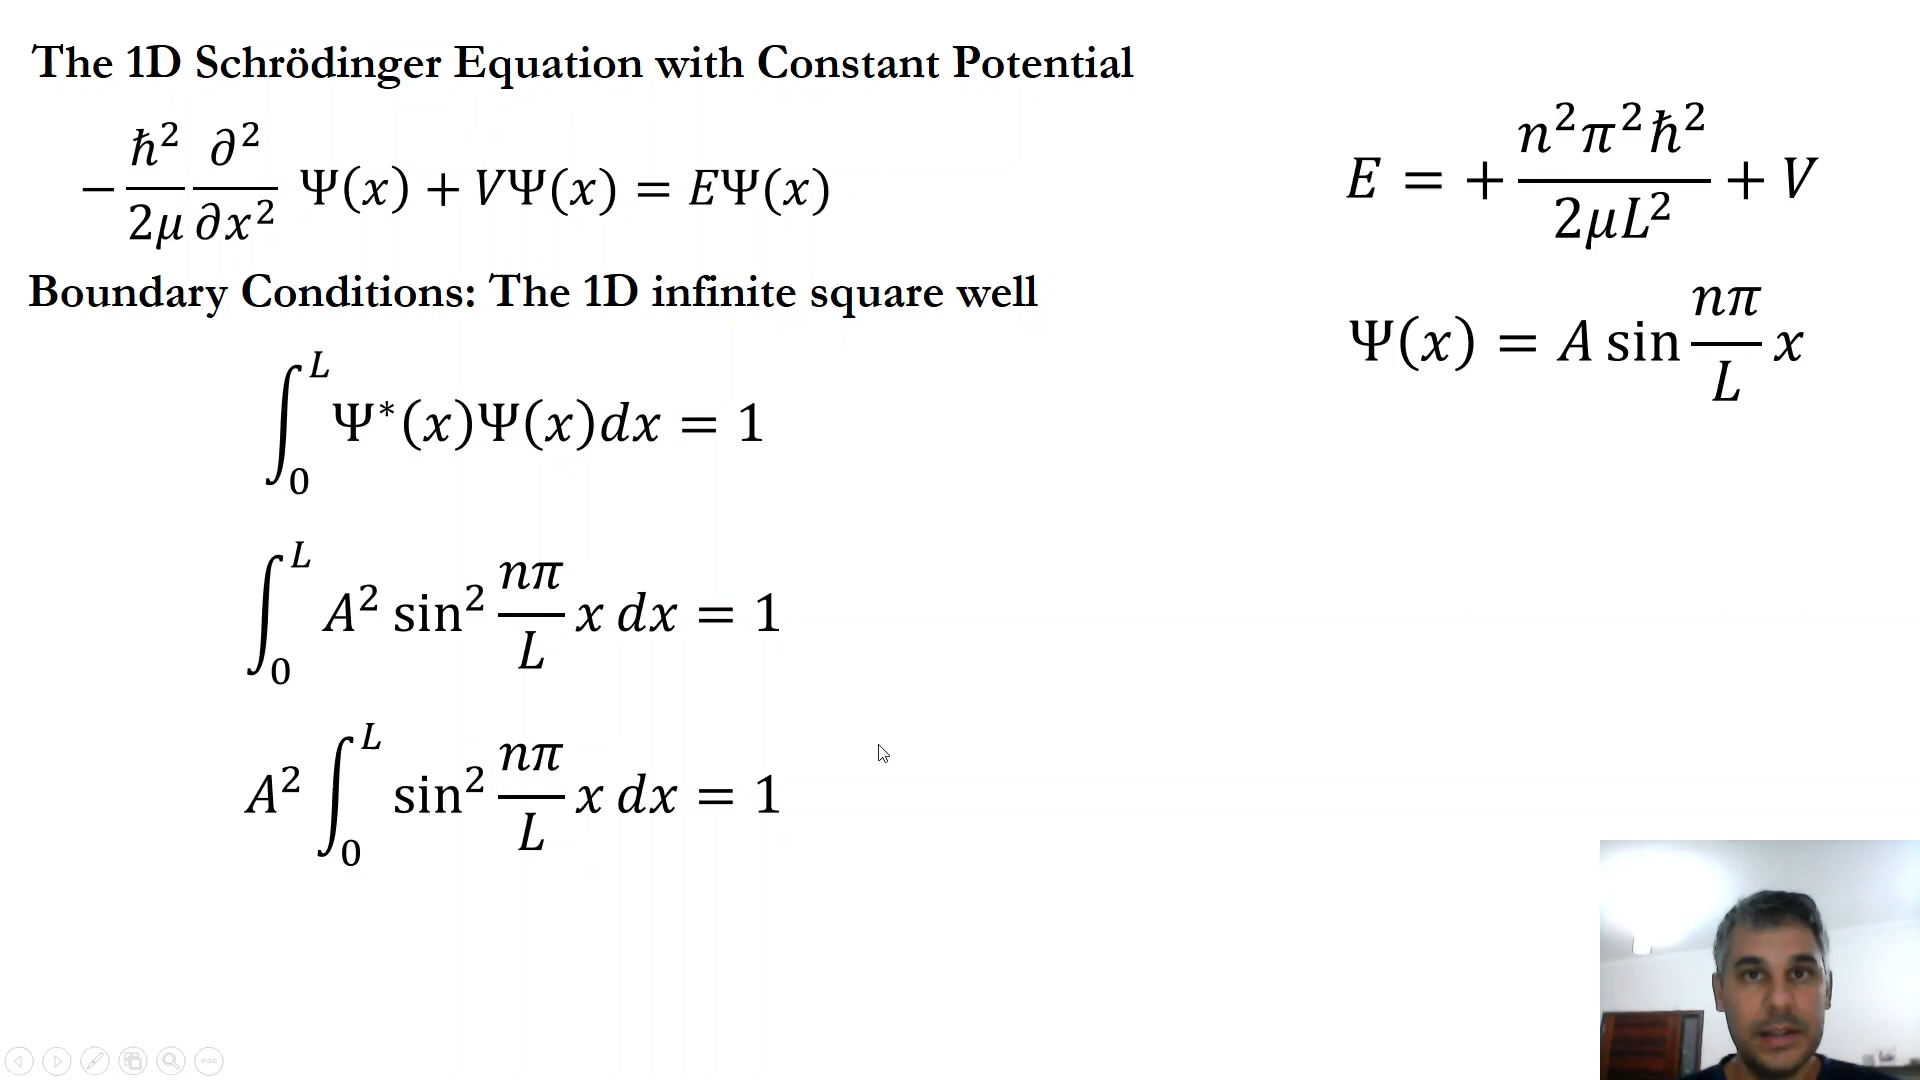 The 1D Schrödinger Equation with Constant Potential
−ħ²/2μ ∂²/∂x² Ψ(x) + VΨ(x) = EΨ(x)
E = + n²π²ħ²/2μL² + V
Boundary Conditions: The 1D infinite square well
Ψ(x) = A sin nπ/L x
∫₀ᴸ Ψ*(x)Ψ(x)dx = 1
∫₀ᴸ A² sin² nπ/L x dx = 1
A² ∫₀ᴸ sin² nπ/L x dx = 1